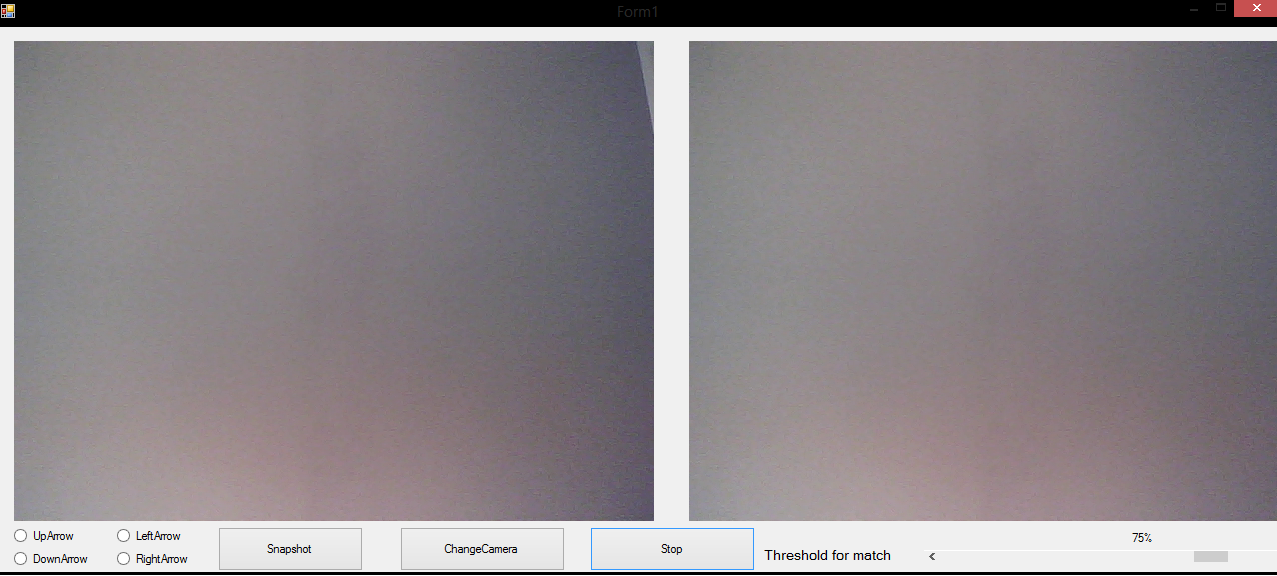 Form1
UpArrow
LeftArrow
DownArrow
RightArrow
Snapshot
ChangeCamera
Stop
Threshold for match
75%